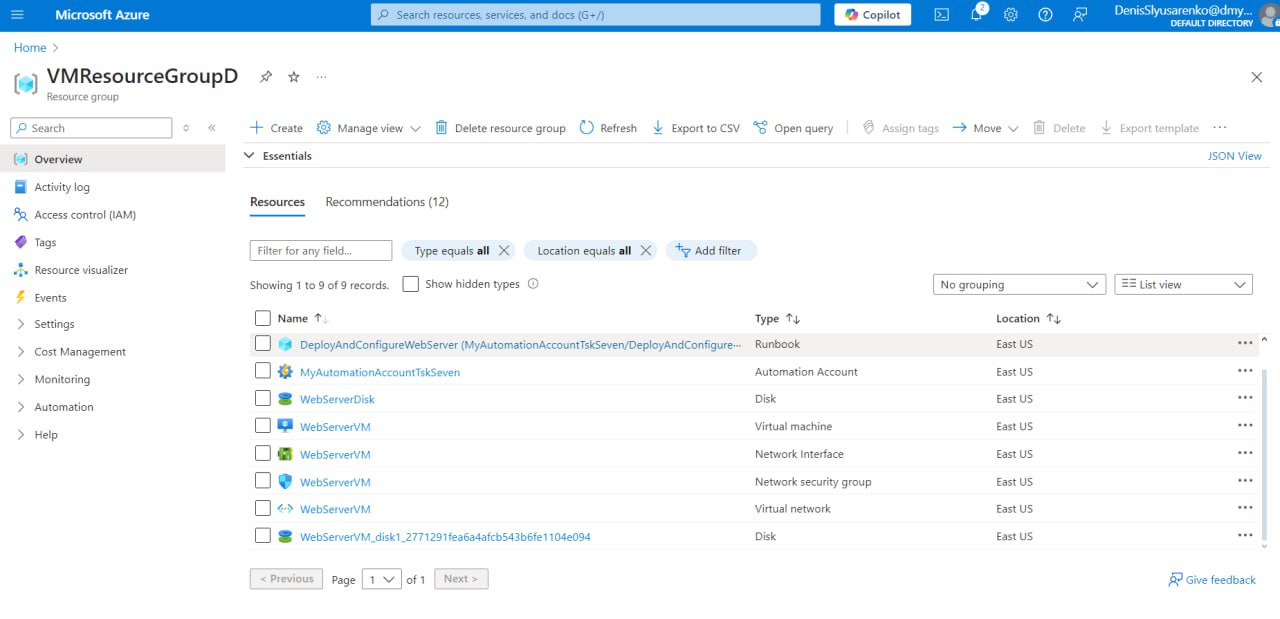 Microsoft Azure
Search resources, services, and docs (G+/)
Copilot
2
DenisSlyusarenko@dmy...
DEFAULT DIRECTORY
Home >
VMResourceGroupD
Resource group
Search
Create Manage view Delete resource group Refresh Export to CSV Open query Assign tags Move Delete Export template ...
Overview
Activity log
Access control (IAM)
Tags
Resource visualizer
Events
Settings
Cost Management
Monitoring
Automation
Help
Essentials JSON View
Resources Recommendations (12)
Filter for any field... Type equals all Location equals all Add filter
Showing 1 to 9 of 9 records. Show hidden types
No grouping List view
Name Type Location
DeployAndConfigureWebServer (MyAutomationAccountTskSeven/DeployAndConfigure... Runbook East US
MyAutomationAccountTskSeven Automation Account East US
WebServerDisk Disk East US
WebServerVM Virtual machine East US
WebServerVM Network Interface East US
WebServerVM Network security group East US
WebServerVM Virtual network East US
WebServerVM_disk1_2771291fea6a4afcb543b6fe1104e094 Disk East US
< Previous Page 1 of 1 Next >
Give feedback